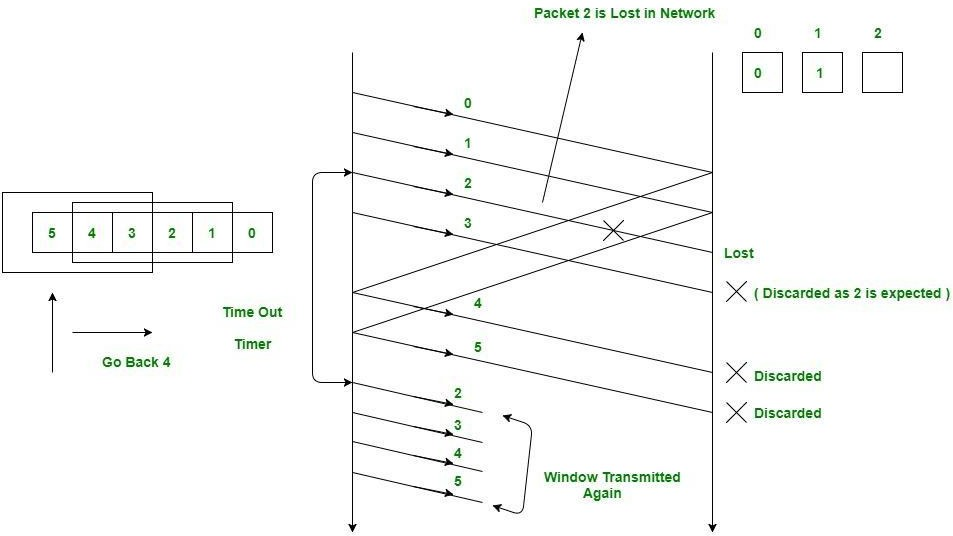 Packet 2 is Lost in Network
0 1 2
0 1
0
1
2
3
5 4 3 2 1 0
Lost
( Discarded as 2 is expected )
4
Time Out
Timer
5
Go Back 4
Discarded
2
Discarded
3
4
5
Window Transmitted
Again